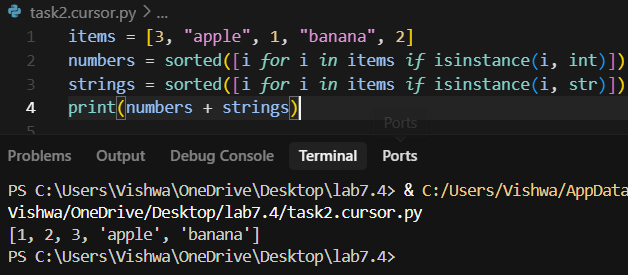 task2.cursor.py > ...
1 items = [3, "apple", 1, "banana", 2]
2 numbers = sorted([i for i in items if isinstance(i, int)])
3 strings = sorted([i for i in items if isinstance(i, str)])
4 print(numbers + strings)
5
Ports
Problems Output Debug Console Terminal Ports
PS C:\Users\Vishwa\OneDrive\Desktop\lab7.4> & C:/Users/Vishwa/AppData
Vishwa/OneDrive/Desktop/lab7.4/task2.cursor.py
[1, 2, 3, 'apple', 'banana']
PS C:\Users\Vishwa\OneDrive\Desktop\lab7.4>